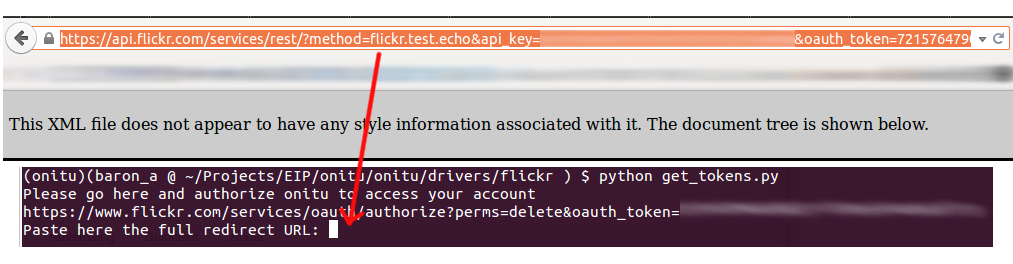 https://api.flickr.com/services/rest/?method=flickr.test.echo&api_key= &oauth_token=72157647
This XML file does not appear to have any style information associated with it. The document tree is shown below.
(onitu)(baron_a @ ~/Projects/EIP/onitu/onitu/drivers/flickr ) $ python get_tokens.py
Please go here and authorize onitu to access your account
https://www.flickr.com/services/oauth/authorize?perms=delete&oauth_token=
Paste here the full redirect URL: